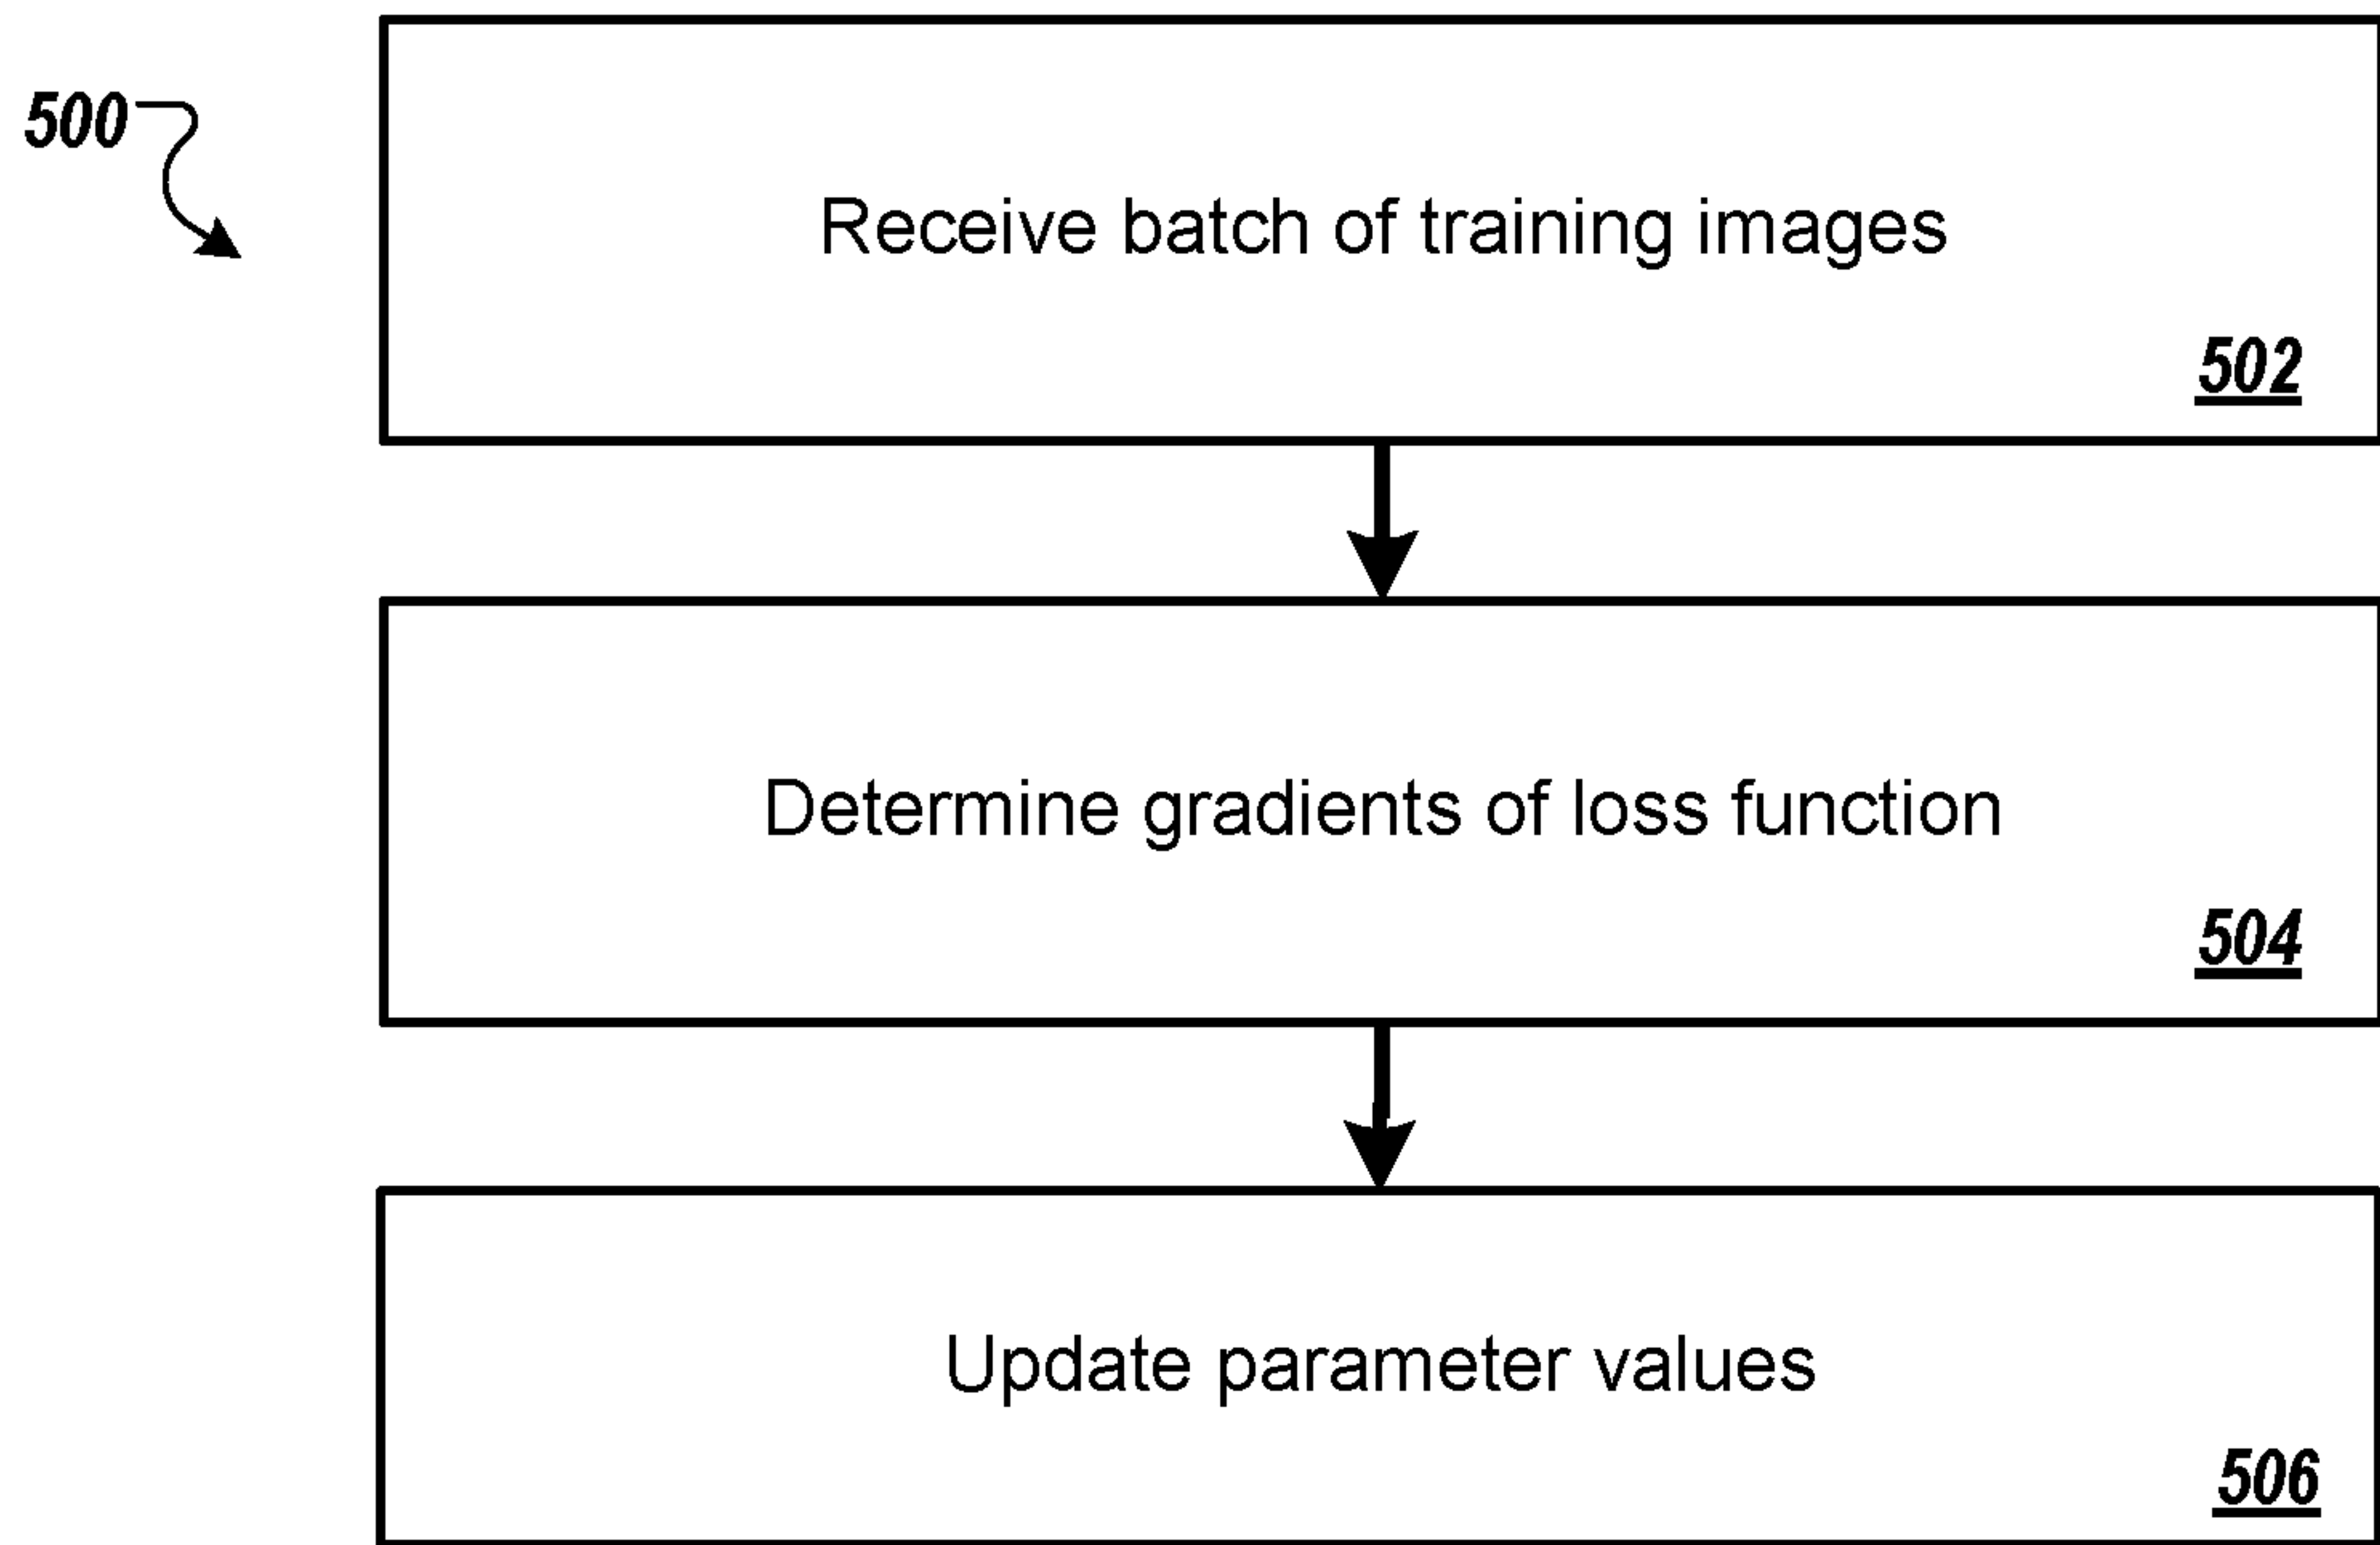 500
Receive batch of training images
502
Determine gradients of loss function
504
Update parameter values
506